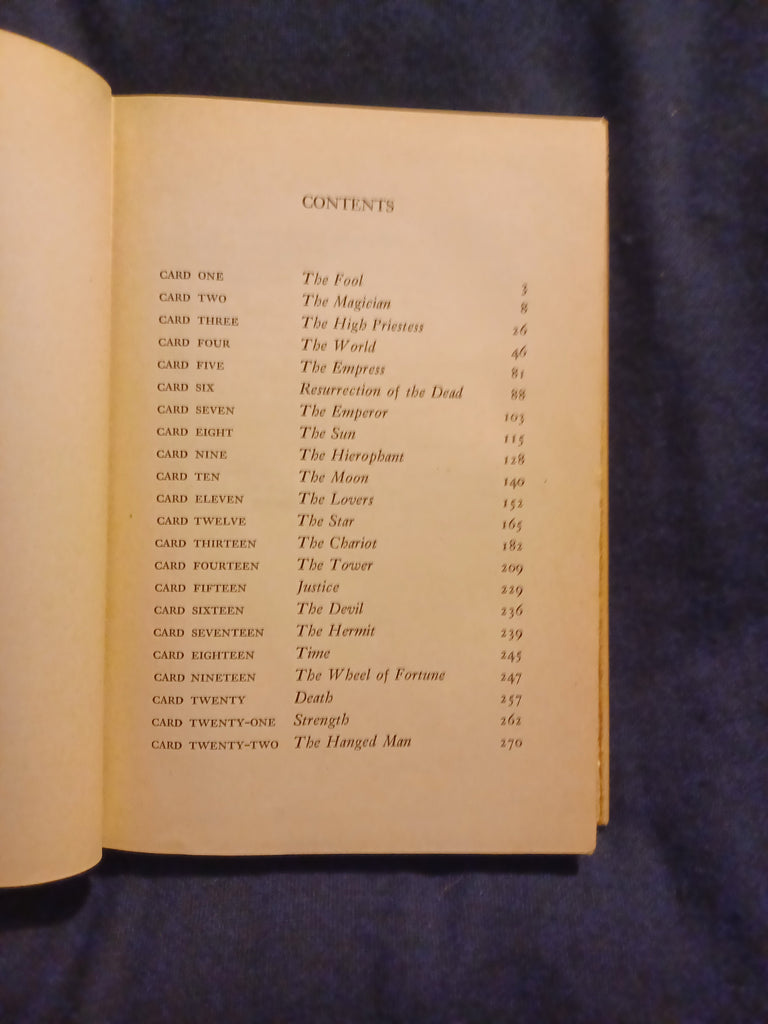 CONTENTS
CARD ONE The Fool 3
CARD TWO The Magician 8
CARD THREE The High Priestess 26
CARD FOUR The World 46
CARD FIVE The Empress 81
CARD SIX Resurrection of the Dead 88
CARD SEVEN The Emperor 103
CARD EIGHT The Sun 115
CARD NINE The Hierophant 128
CARD TEN The Moon 140
CARD ELEVEN The Lovers 152
CARD TWELVE The Star 165
CARD THIRTEEN The Chariot 182
CARD FOURTEEN The Tower 209
CARD FIFTEEN Justice 229
CARD SIXTEEN The Devil 236
CARD SEVENTEEN The Hermit 239
CARD EIGHTEEN Time 245
CARD NINETEEN The Wheel of Fortune 247
CARD TWENTY Death 257
CARD TWENTY-ONE Strength 262
CARD TWENTY-TWO The Hanged Man 270